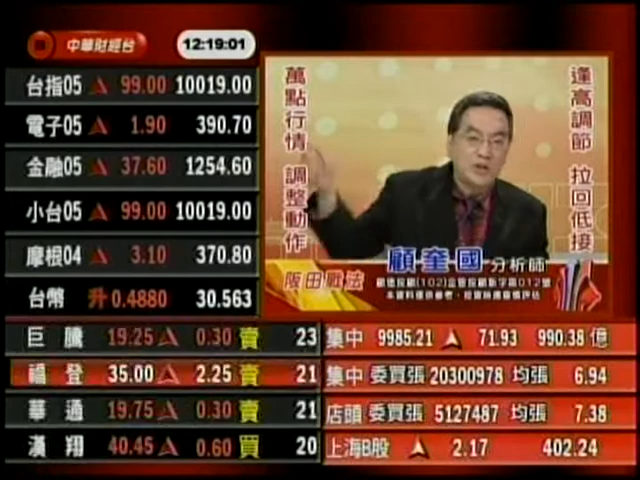 中華財經台 12:19:01
台指05 99.00 10019.00
電子05 1.90 390.70
金融05 37.60 1254.60
小台05 99.00 10019.00
摩根04 3.10 370.80
台幣 升 0.4880 30.563
萬點行情 調整動作
逢高調節 拉回低接
顧奎國 分析師
阪田戰法
巨騰 19.25 0.30 賣 23
福登 35.00 2.25 賣 21
華通 19.75 0.30 賣 21
漢翔 40.45 0.60 買 20
集中 9985.21 71.93 990.38 億
集中 委買張 20300978 均張 6.94
店頭 委買張 5127487 均張 7.38
上海B股 2.17 402.24